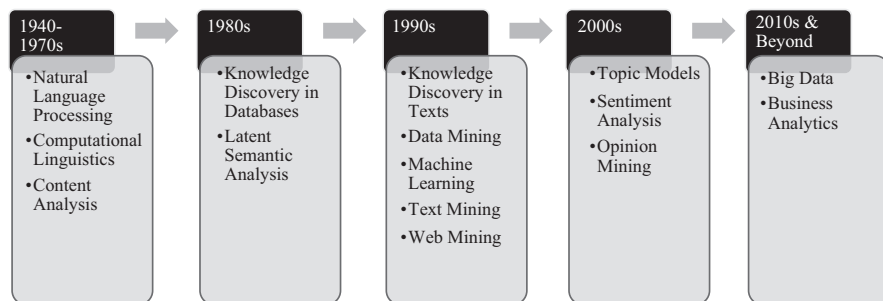 1940-
1970s
•Natural
Language
Processing
•Computational
Linguistics
•Content
Analysis
1980s
•Knowledge
Discovery in
Databases
•Latent
Semantic
Analysis
1990s
•Knowledge
Discovery in
Texts
•Data Mining
•Machine
Learning
•Text Mining
•Web Mining
2000s
•Topic Models
•Sentiment
Analysis
•Opinion
Mining
2010s &
Beyond
•Big Data
•Business
Analytics